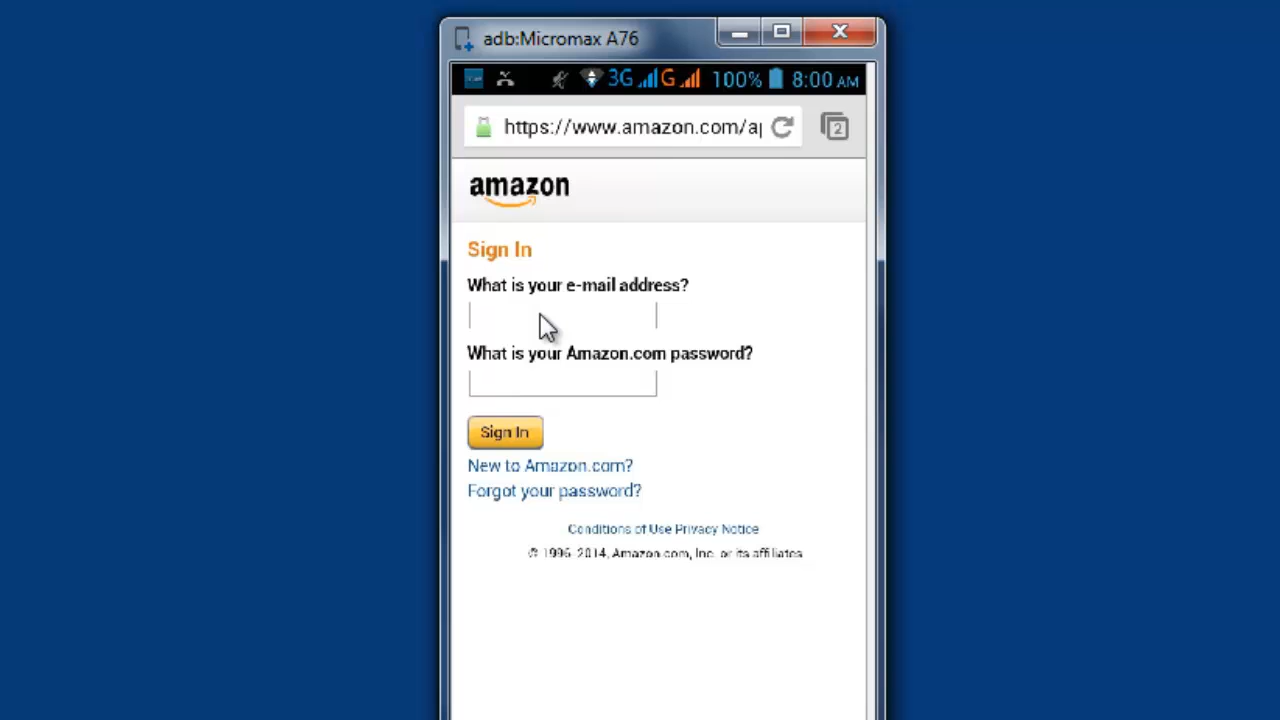 adb:Micromax A76
3G G 100% 8:00 AM
https://www.amazon.com/ap
2
amazon
Sign In
What is your e-mail address?
What is your Amazon.com password?
Sign In
New to Amazon.com?
Forgot your password?
Conditions of Use Privacy Notice
© 1996-2014, Amazon.com, Inc. or its affiliates